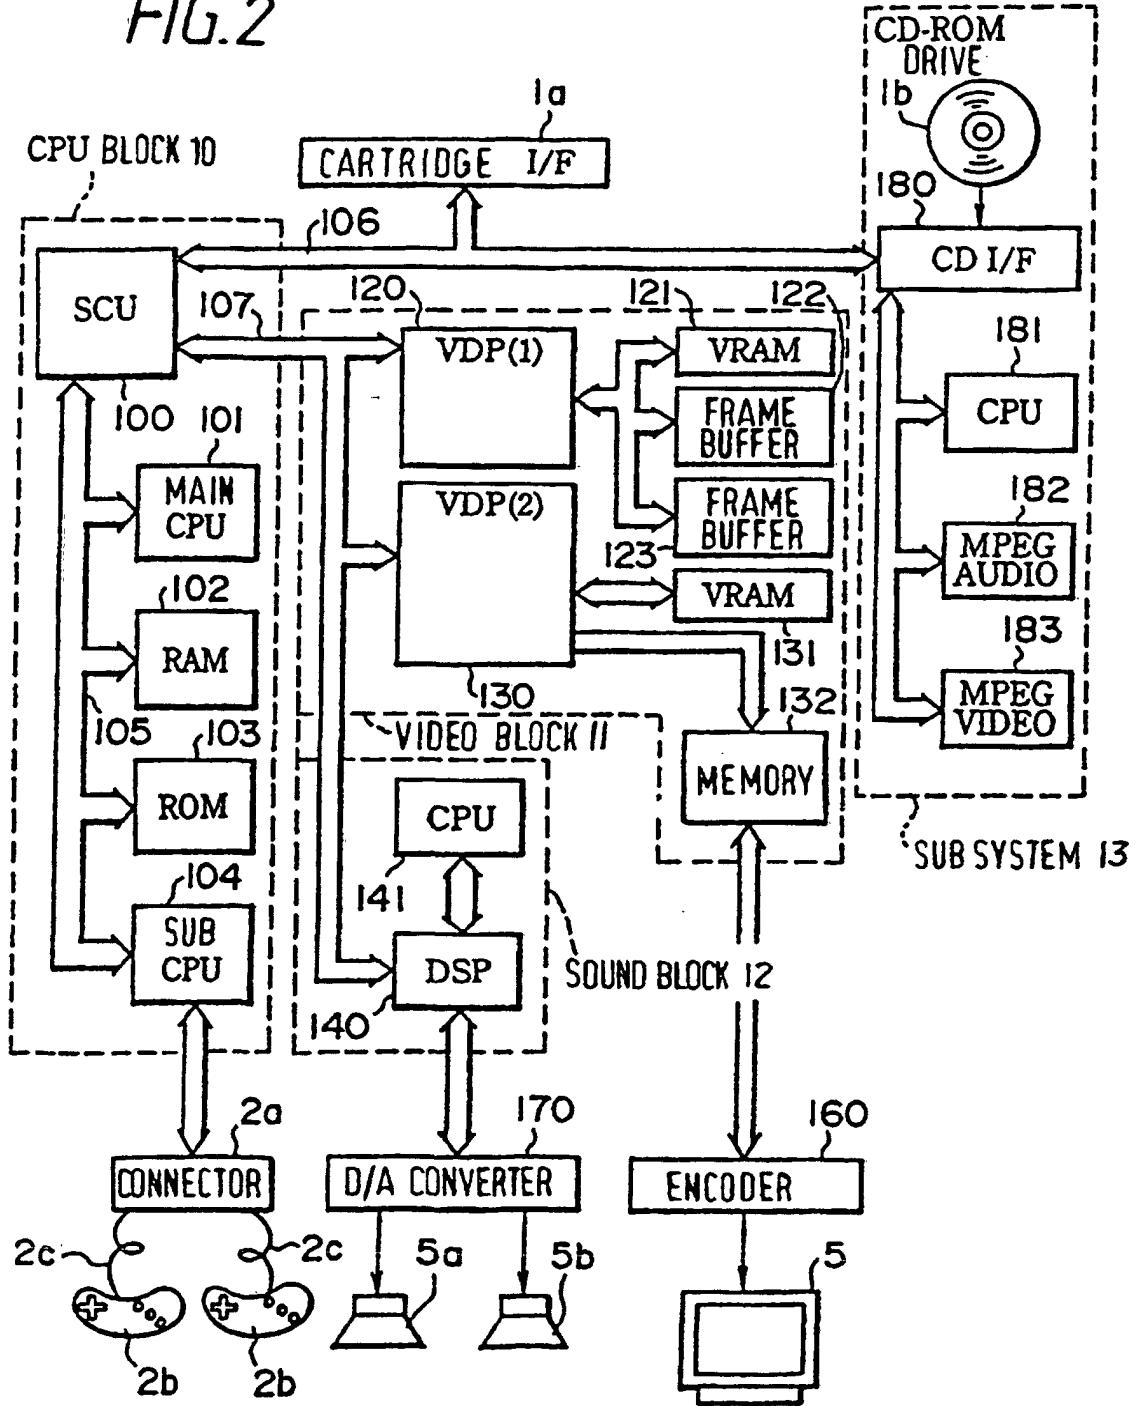 FIG.2
CD-ROM
DRIVE
1b
1a
CARTRIDGE I/F
CPU BLOCK 10
180
CD I/F
106
SCU
107
100
120
VDP(1)
121
122
VRAM
FRAME
BUFFER
FRAME
BUFFER
123
181
CPU
101
MAIN
CPU
VDP(2)
130
VRAM
131
182
MPEG
AUDIO
183
MPEG
VIDEO
102
RAM
105
103
ROM
VIDEO BLOCK 11
132
MEMORY
SUB SYSTEM 13
CPU
141
104
SUB
CPU
DSP
140
SOUND BLOCK 12
2a
CONNECTOR
170
D/A CONVERTER
160
ENCODER
2c
2c
5a
5b
5
2b
2b